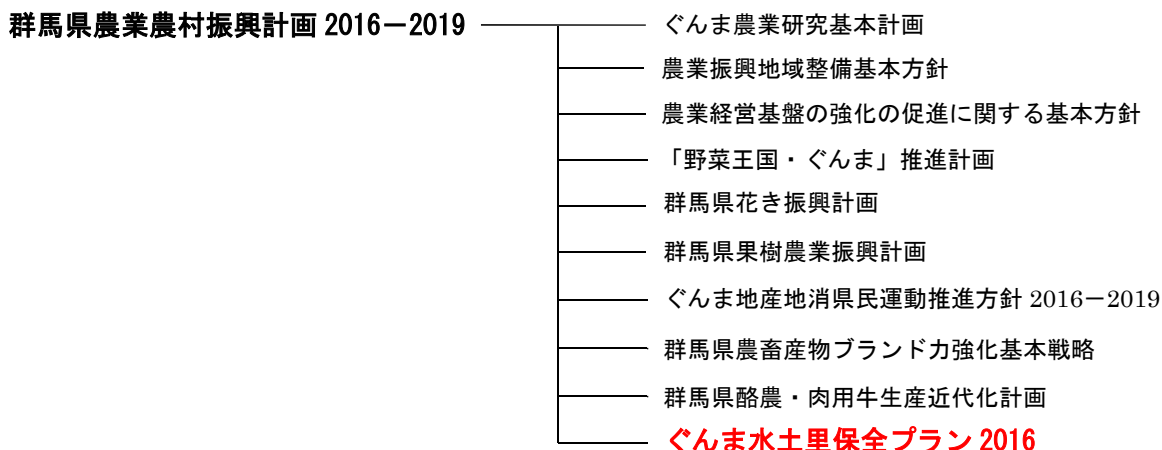 群馬県農業農村振興計画 2016－2019
ぐんま農業研究基本計画
農業振興地域整備基本方針
農業経営基盤の強化の促進に関する基本方針
「野菜王国・ぐんま」推進計画
群馬県花き振興計画
群馬県果樹農業振興計画
ぐんま地産地消県民運動推進方針 2016－2019
群馬県農畜産物ブランド力強化基本戦略
群馬県酪農・肉用牛生産近代化計画
ぐんま水土里保全プラン 2016